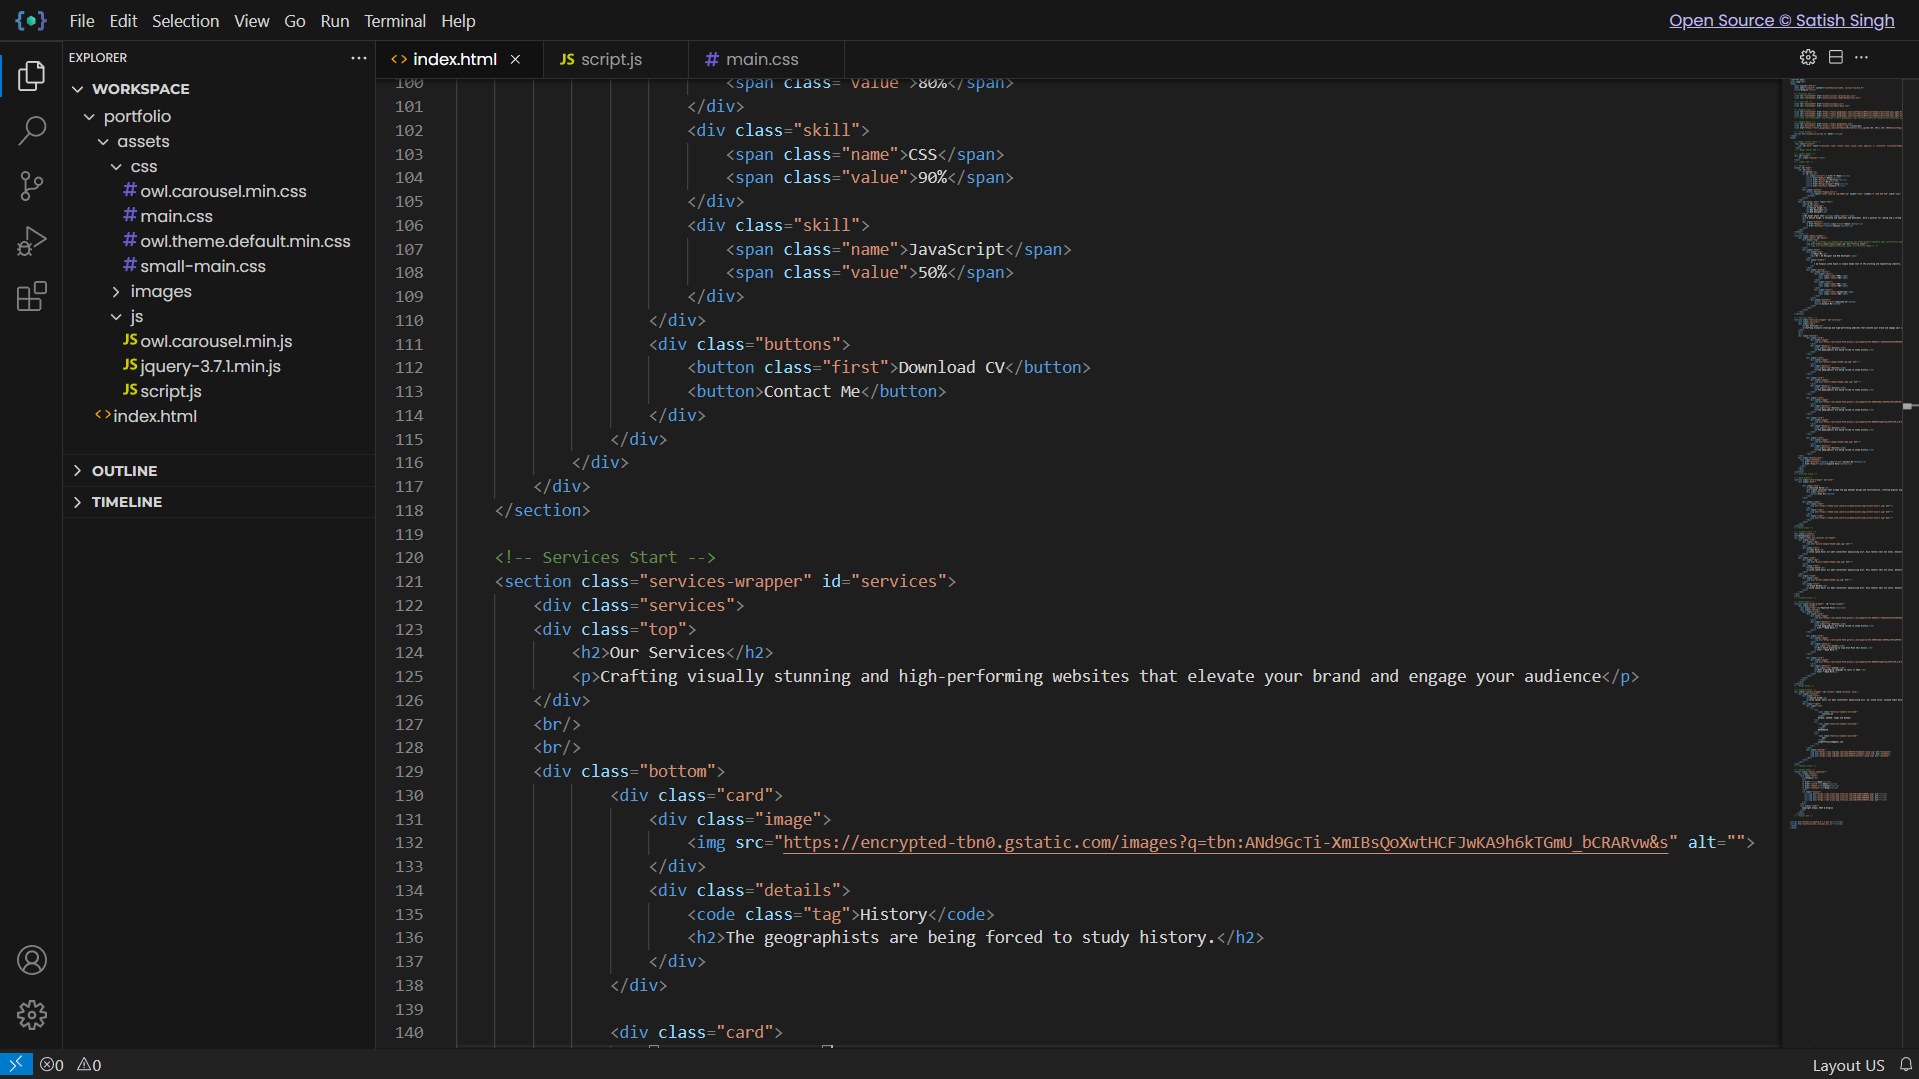 File Edit Selection View Go Run Terminal Help
Open Source © Satish Singh
EXPLORER
WORKSPACE
portfolio
assets
css
# owl.carousel.min.css
# main.css
# owl.theme.default.min.css
# small-main.css
images
js
JS owl.carousel.min.js
JS jquery-3.7.1.min.js
JS script.js
<> index.html
OUTLINE
TIMELINE
<> index.html ×
JS script.js
# main.css
100 <span class="value">80%</span>
101 </div>
102 <div class="skill">
103 <span class="name">CSS</span>
104 <span class="value">90%</span>
105 </div>
106 <div class="skill">
107 <span class="name">JavaScript</span>
108 <span class="value">50%</span>
109 </div>
110 </div>
111 <div class="buttons">
112 <button class="first">Download CV</button>
113 <button>Contact Me</button>
114 </div>
115 </div>
116 </div>
117 </div>
118 </section>
119
120 <!-- Services Start -->
121 <section class="services-wrapper" id="services">
122 <div class="services">
123 <div class="top">
124 <h2>Our Services</h2>
125 <p>Crafting visually stunning and high-performing websites that elevate your brand and engage your audience</p>
126 </div>
127 <br/>
128 <br/>
129 <div class="bottom">
130 <div class="card">
131 <div class="image">
132 <img src="https://encrypted-tbn0.gstatic.com/images?q=tbn:ANd9GcTi-XmIBsQoXwtHCFJwKA9h6kTGmU_bCRARvw&s" alt="">
133 </div>
134 <div class="details">
135 <code class="tag">History</code>
136 <h2>The geographists are being forced to study history.</h2>
137 </div>
138 </div>
139
140 <div class="card">
0 0
Layout US